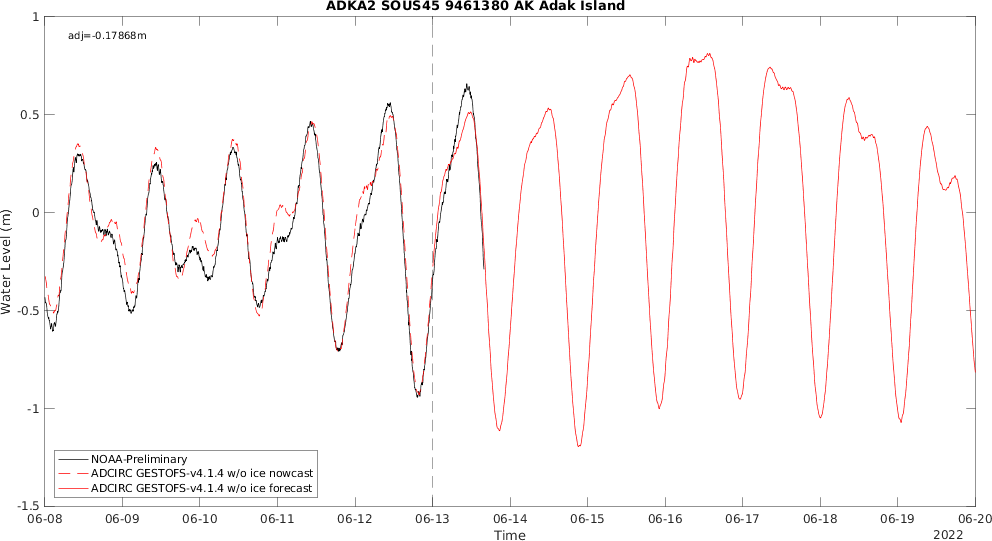 ADKA2 SOUS45 9461380 AK Adak Island
adj=-0.17868m
1
0.5
0
-0.5
-1
-1.5
Water Level (m)
NOAA-Preliminary
ADCIRC GESTOFS-v4.1.4 w/o ice nowcast
ADCIRC GESTOFS-v4.1.4 w/o ice forecast
06-08 06-09 06-10 06-11 06-12 06-13 06-14 06-15 06-16 06-17 06-18 06-19 06-20
Time
2022